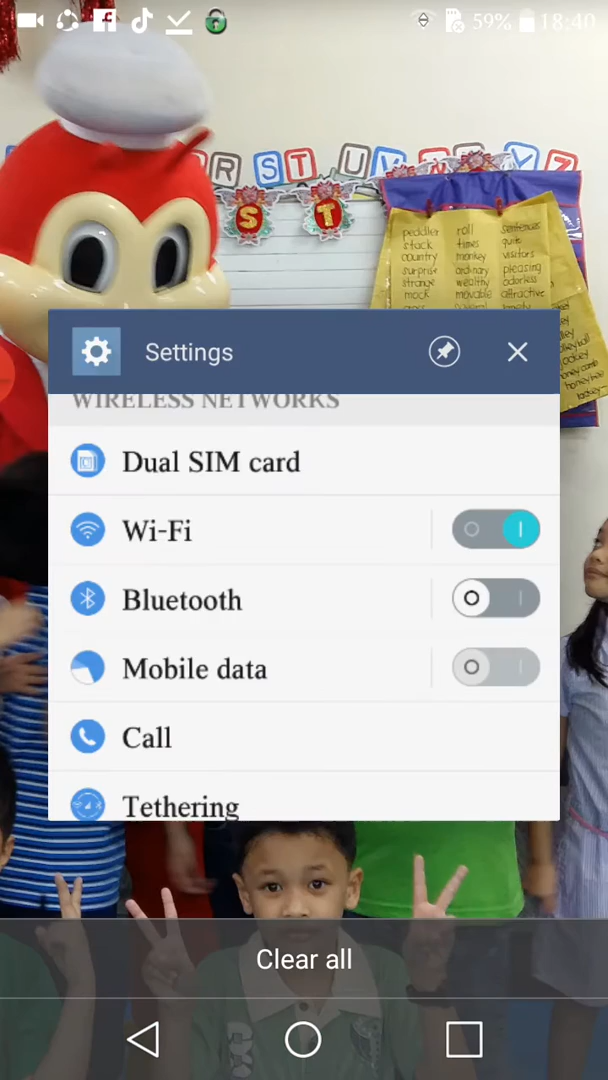 59% 18:40
R S T U V W X Y Z
S T
peddler roll sentences
stack times quite
country monkey visitors
surprise ordinary pleasing
strange wealthy odorless
mock movable attractive
Settings
WIRELESS NETWORKS
Dual SIM card
Wi-Fi
Bluetooth
Mobile data
Call
Tethering
Clear all